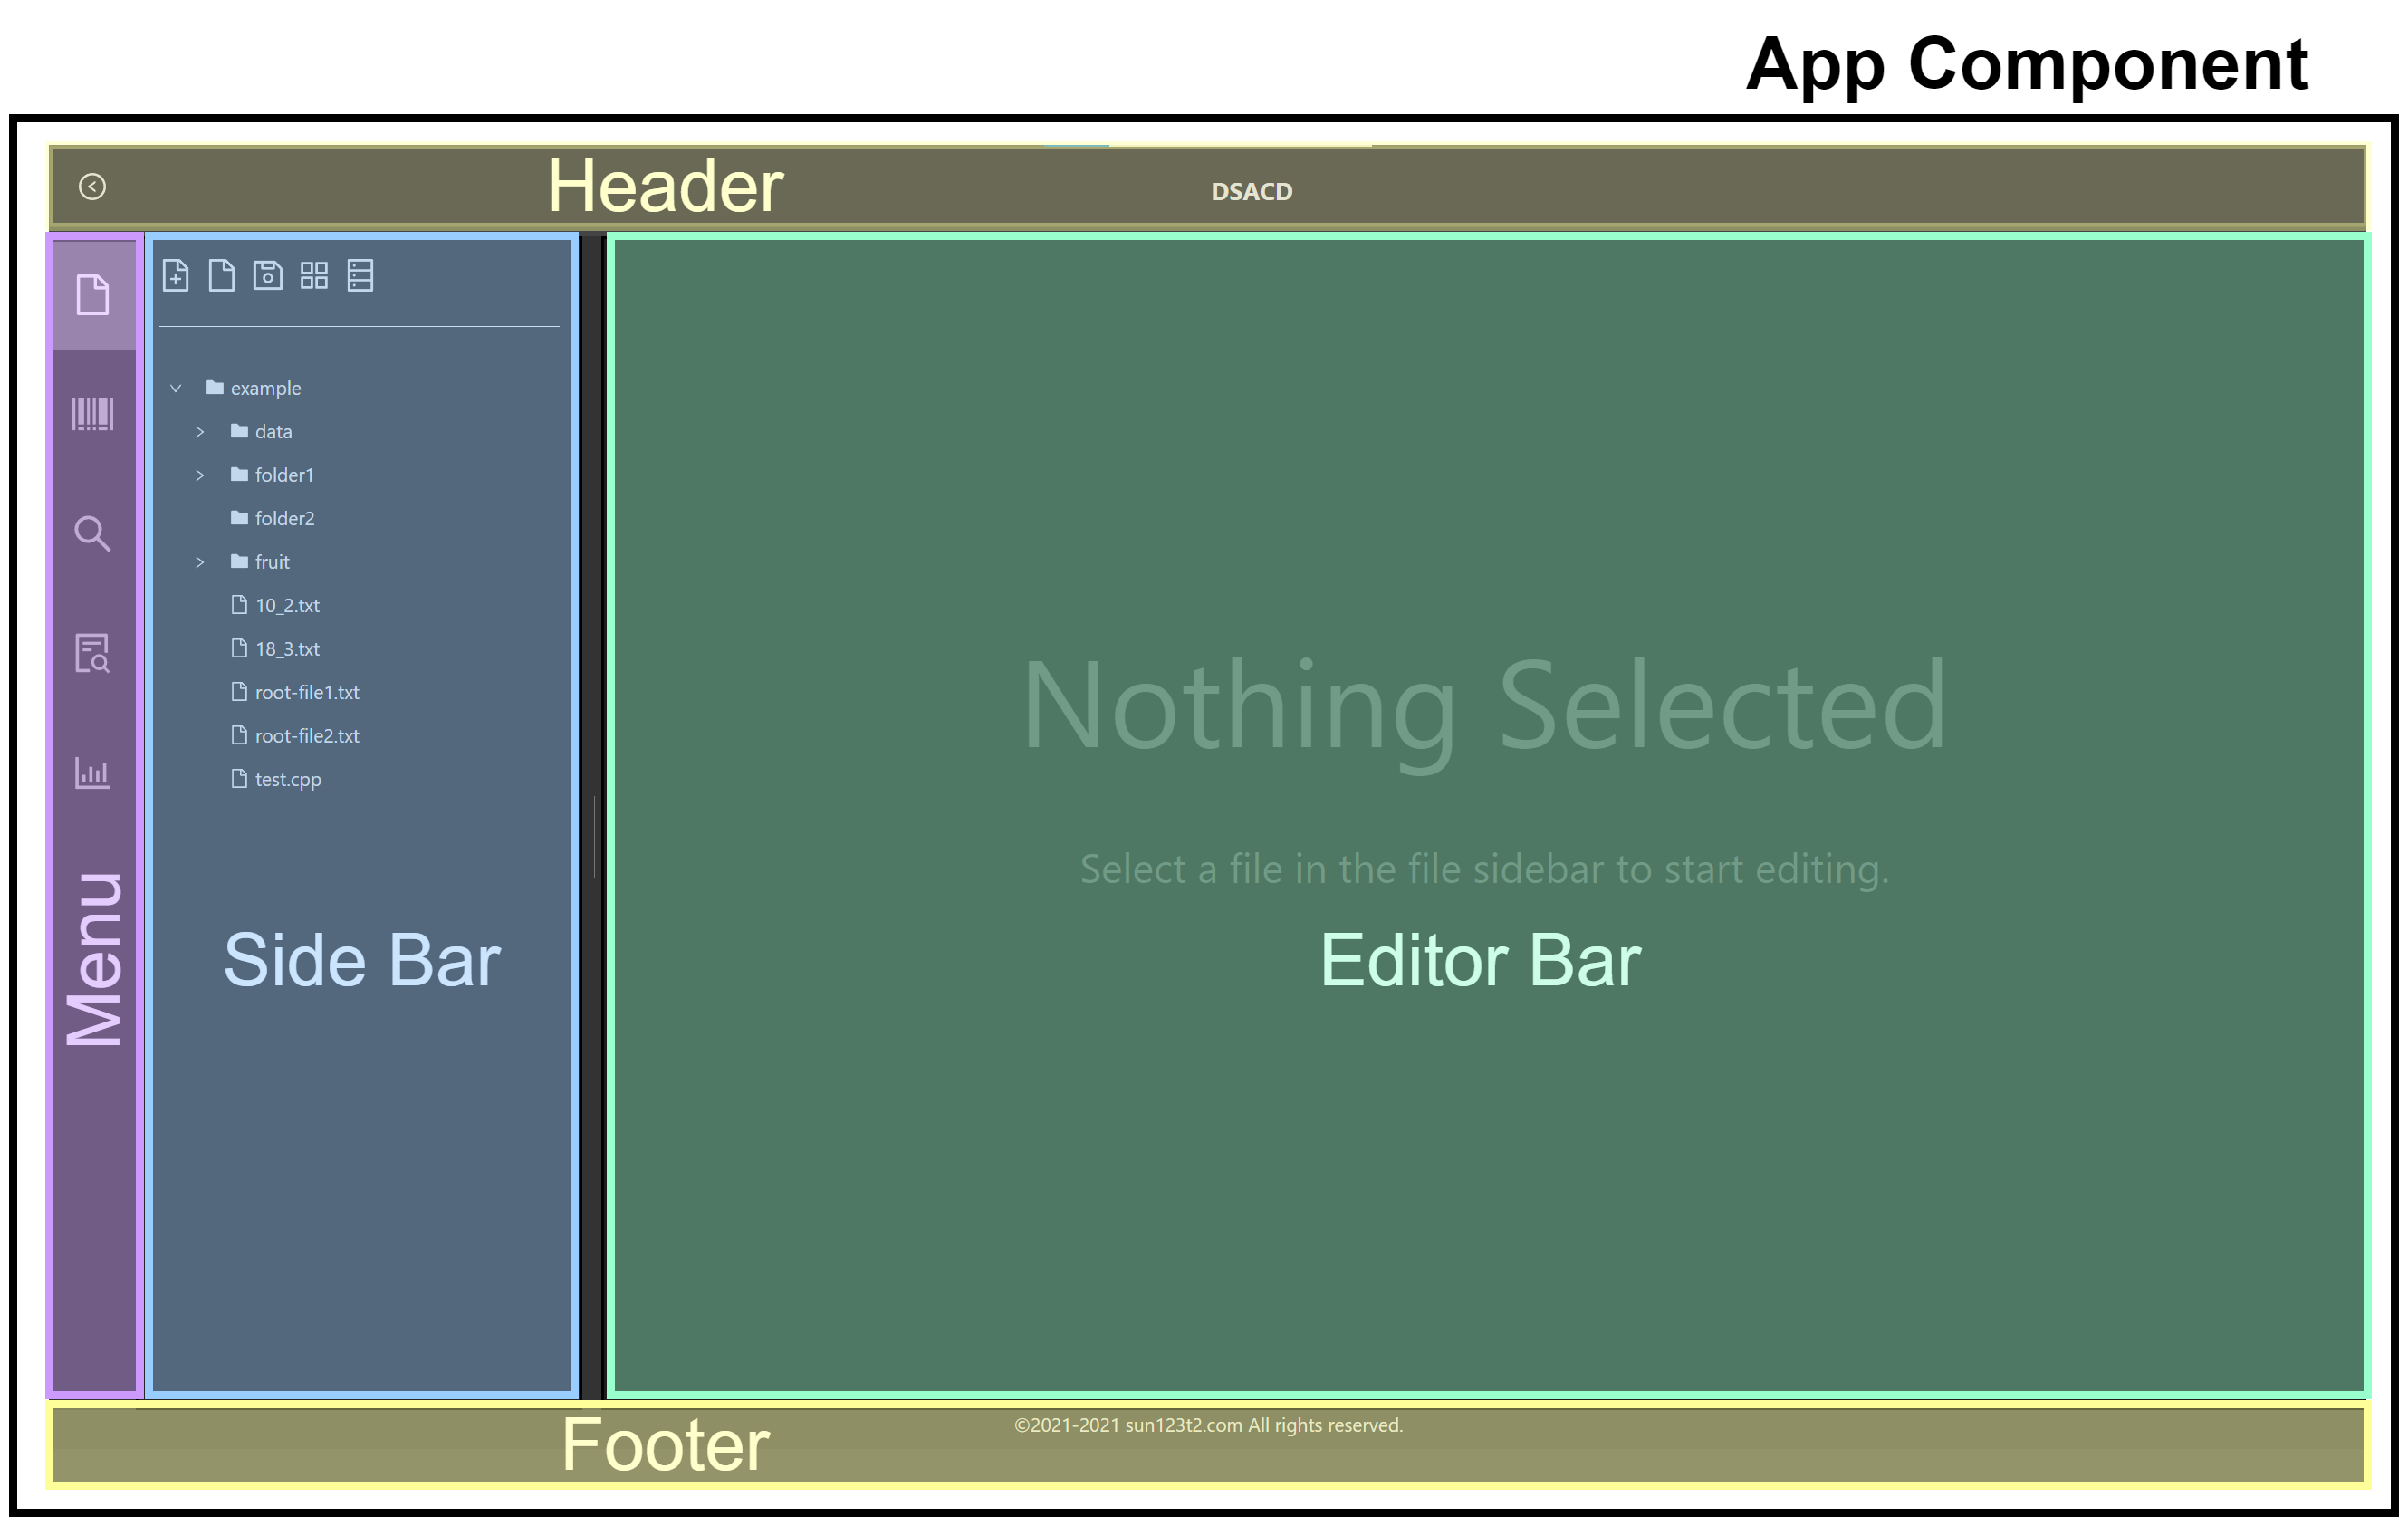 App Component
Header
DSACD
example
data
folder1
folder2
fruit
10_2.txt
18_3.txt
root-file1.txt
root-file2.txt
test.cpp
Menu
Side Bar
Nothing Selected
Select a file in the file sidebar to start editing.
Editor Bar
Footer
©2021-2021 sun123t2.com All rights reserved.